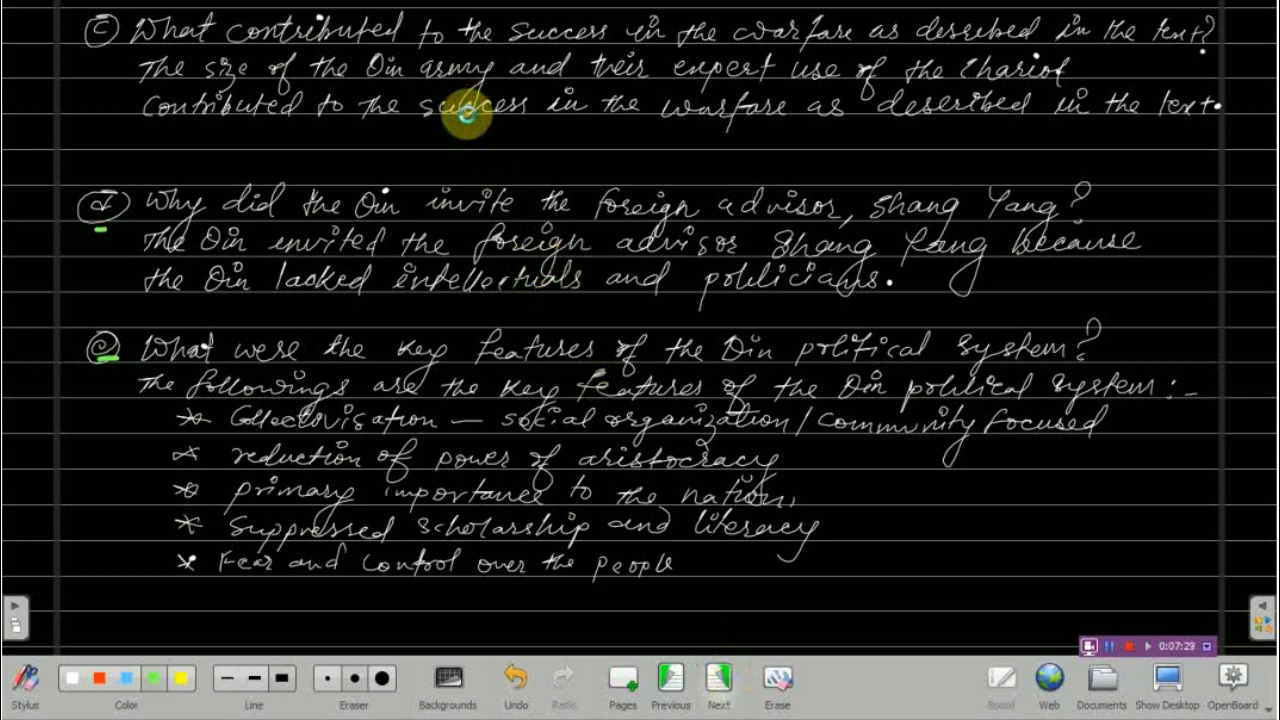 c) What contributed to the success in the warfare as described in the text?
The size of the Qin army and their expert use of the Chariot
contributed to the success in the warfare as described in the text.
d) Why did the Qin invite the foreign advisor, Shang Yang?
The Qin invited the foreign advisor Shang Yang because
the Qin lacked intellectuals and politicians.
e) What were the key features of the Qin political system?
The followings are the key features of the Qin political system:-
* Collectivisation — social organization/community focused
* reduction of power of aristocracy
* primary importance to the nation,
* Suppressed scholarship and literacy
* Fear and control over the people
0:07:29
Stylus Color Line Eraser Backgrounds Undo Redo Pages Previous Next Erase Board Web Documents Show Desktop OpenBoard